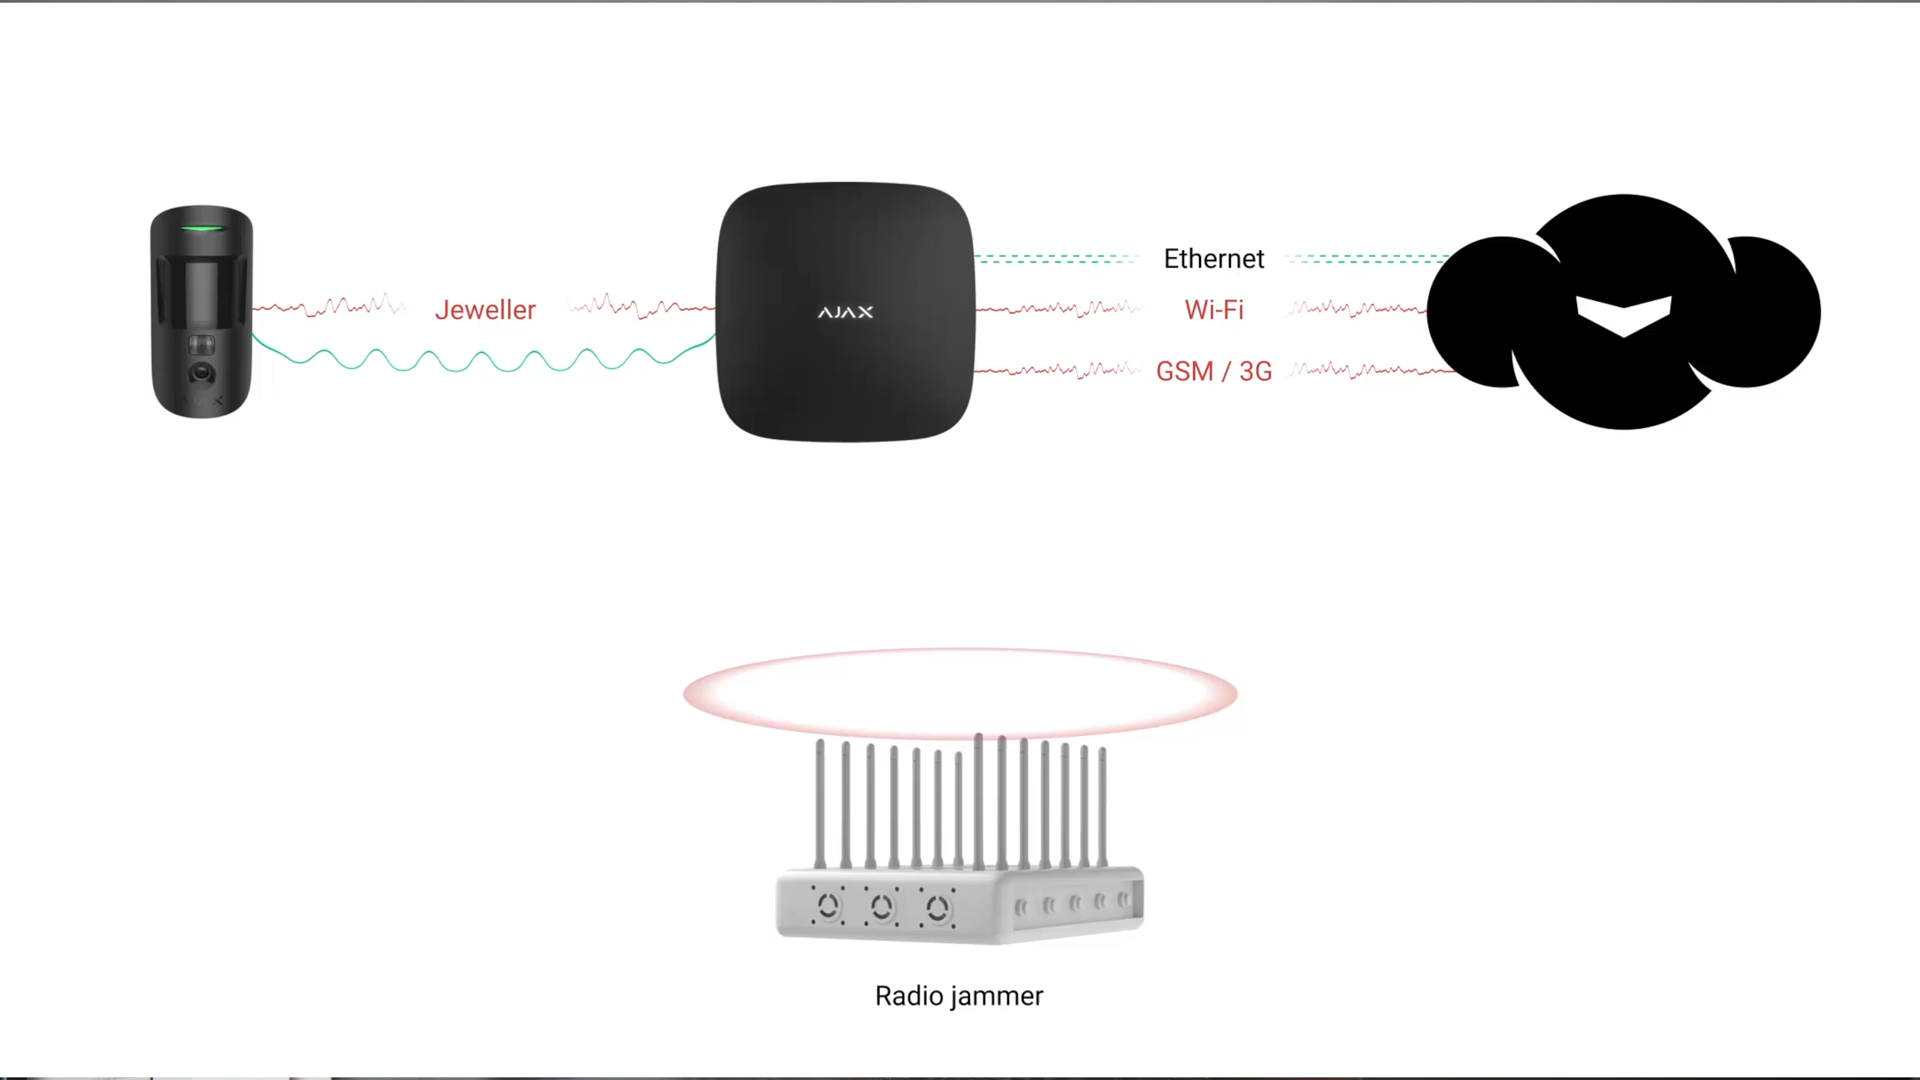 Jeweller
AJAX
Ethernet
Wi-Fi
GSM / 3G
Radio jammer